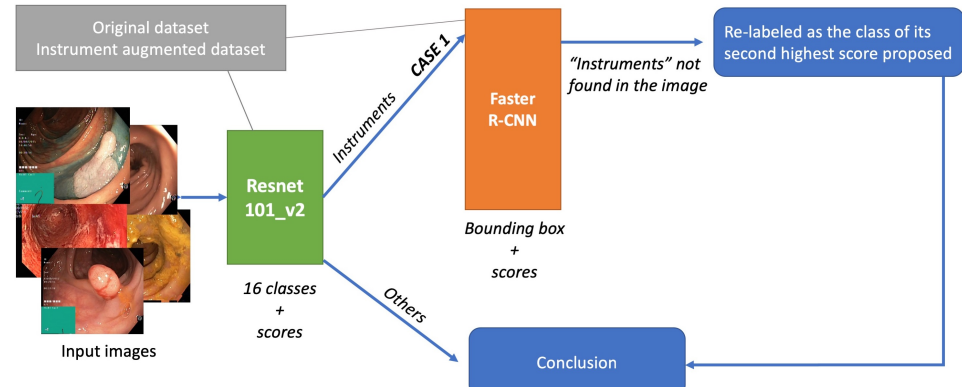 Original dataset
Instrument augmented dataset
CASE 1
Instruments
Faster
R-CNN
"Instruments" not
found in the image
Re-labeled as the class of its
second highest score proposed
Resnet
101_v2
Bounding box
+
scores
16 classes
+
scores
Others
Input images
Conclusion